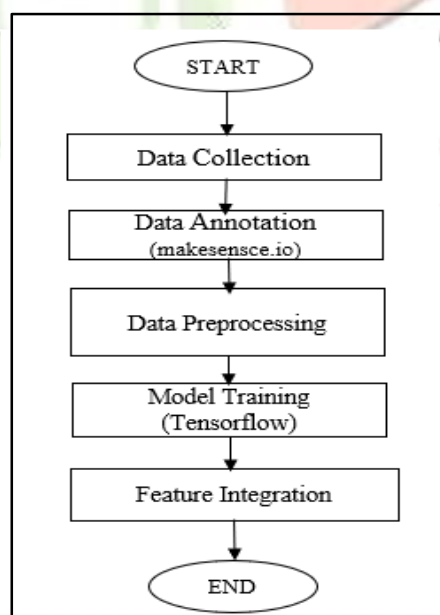 START
Data Collection
Data Annotation
(makesensce.io)
Data Preprocessing
Model Training
(Tensorflow)
Feature Integration
END